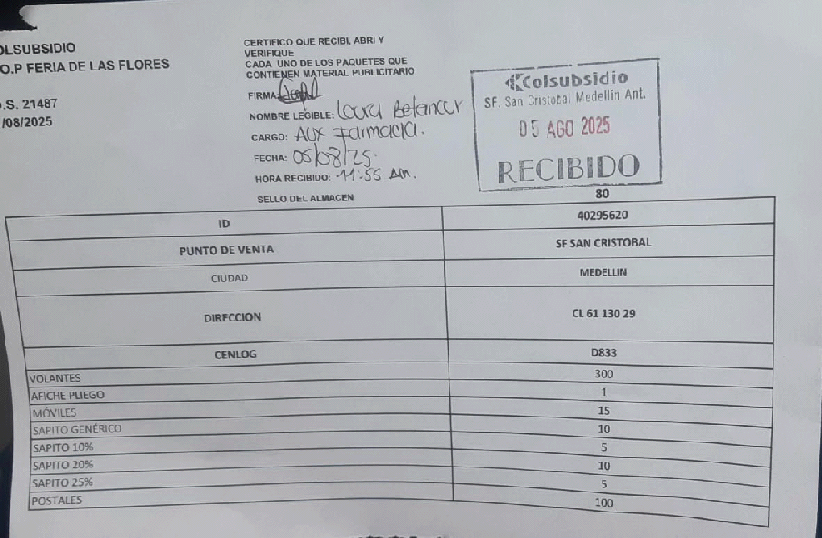 OLSUBSIDIO
O.P FERIA DE LAS FLORES
.S. 21487
/08/2025
CERTIFICO QUE RECIBI, ABRI Y
VERIFIQUE
CADA UNO DE LOS PAQUETES QUE
CONTIENEN MATERIAL PUBLICITARIO
FIRMA:
NOMBRE LEGIBLE: Laura Betancur
CARGO: Aux Farmacia.
FECHA: 05/08/25.
HORA RECIBIDO: 11:55 Am.
SELLO DEL ALMACEN
Colsubsidio
SF. San Cristobal Medellin Ant.
05 AGO 2025
RECIBIDO
80
ID 40295620
PUNTO DE VENTA SF SAN CRISTOBAL
CIUDAD MEDELLIN
DIRECCION CL 61 130 29
CENLOG D833
VOLANTES 300
AFICHE PLIEGO 1
MÓVILES 15
SAPITO GENÉRICO 10
SAPITO 10% 5
SAPITO 20% 10
SAPITO 25% 5
POSTALES 100